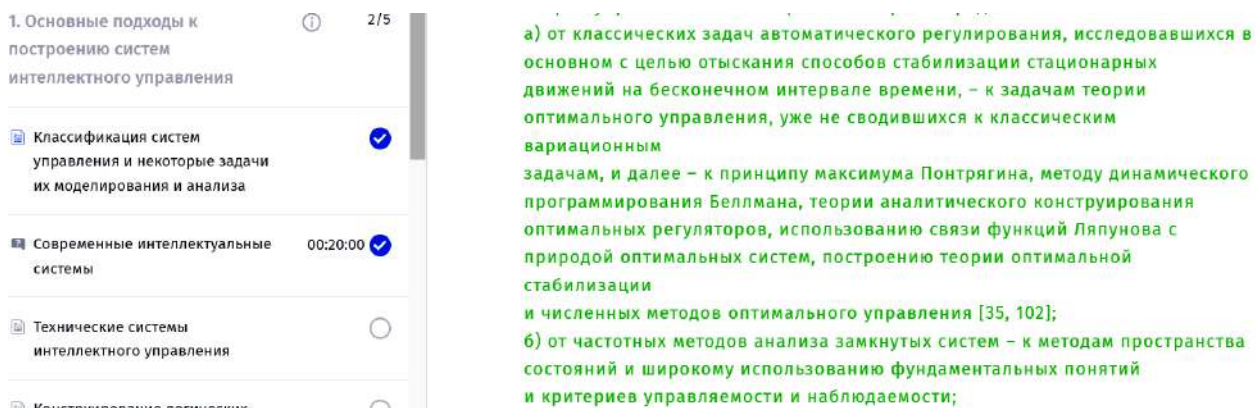 1. Основные подходы к
построению систем
интеллектного управления
2/5
Классификация систем
управления и некоторые задачи
их моделирования и анализа
Современные интеллектуальные
системы
00:20:00
Технические системы
интеллектного управления
а) от классических задач автоматического регулирования, исследовавшихся в
основном с целью отыскания способов стабилизации стационарных
движений на бесконечном интервале времени, – к задачам теории
оптимального управления, уже не сводившихся к классическим
вариационным
задачам, и далее – к принципу максимума Понтрягина, методу динамического
программирования Беллмана, теории аналитического конструирования
оптимальных регуляторов, использованию связи функций Ляпунова с
природой оптимальных систем, построению теории оптимальной
стабилизации
и численных методов оптимального управления [35, 102];
б) от частотных методов анализа замкнутых систем – к методам пространства
состояний и широкому использованию фундаментальных понятий
и критериев управляемости и наблюдаемости;